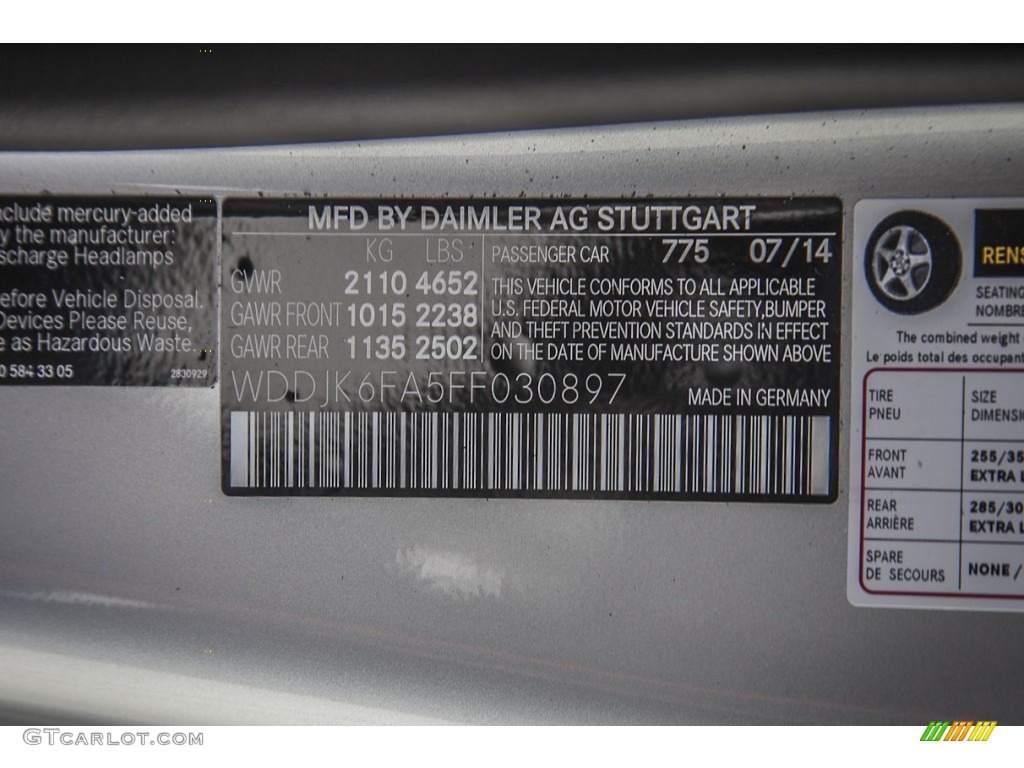 nclude mercury-added
y the manufacturer:
scharge Headlamps
efore Vehicle Disposal.
Devices Please Reuse,
e as Hazardous Waste.
0 584 33 05
2830929
MFD BY DAIMLER AG STUTTGART
KG LBS
GWR 2110 4652
GAWR FRONT 1015 2238
GAWR REAR 1135 2502
PASSENGER CAR 775 07/14
THIS VEHICLE CONFORMS TO ALL APPLICABLE
U.S. FEDERAL MOTOR VEHICLE SAFETY,BUMPER
AND THEFT PREVENTION STANDARDS IN EFFECT
ON THE DATE OF MANUFACTURE SHOWN ABOVE
WDDJK6FA5FF030897
MADE IN GERMANY
RENS
SEATING
NOMBRE
The combined weight
Le poids total des occupant
TIRE
PNEU
SIZE
DIMENSI
FRONT
AVANT
255/35
EXTRA L
REAR
ARRIÈRE
285/30
EXTRA L
SPARE
DE SECOURS
NONE /
GTCARLOT.COM